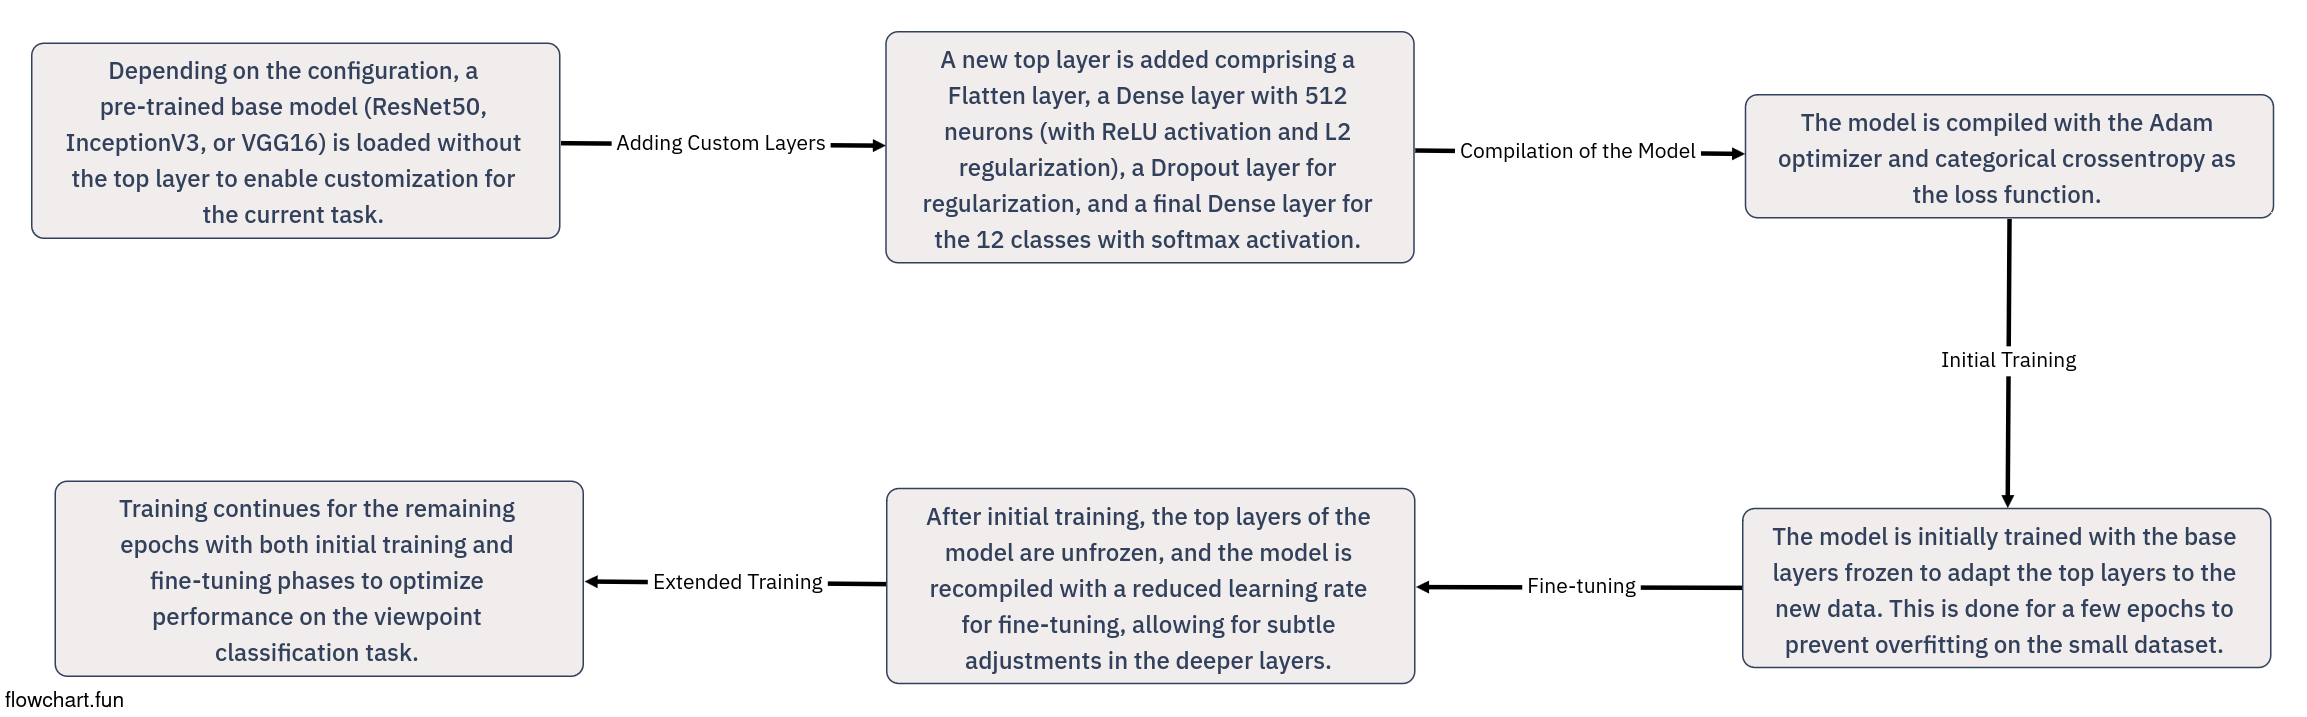 Depending on the configuration, a
pre-trained base model (ResNet50,
InceptionV3, or VGG16) is loaded without
the top layer to enable customization for
the current task.
Adding Custom Layers
A new top layer is added comprising a
Flatten layer, a Dense layer with 512
neurons (with ReLU activation and L2
regularization), a Dropout layer for
regularization, and a final Dense layer for
the 12 classes with softmax activation.
Compilation of the Model
The model is compiled with the Adam
optimizer and categorical crossentropy as
the loss function.
Initial Training
The model is initially trained with the base
layers frozen to adapt the top layers to the
new data. This is done for a few epochs to
prevent overfitting on the small dataset.
Fine-tuning
After initial training, the top layers of the
model are unfrozen, and the model is
recompiled with a reduced learning rate
for fine-tuning, allowing for subtle
adjustments in the deeper layers.
Extended Training
Training continues for the remaining
epochs with both initial training and
fine-tuning phases to optimize
performance on the viewpoint
classification task.
flowchart.fun